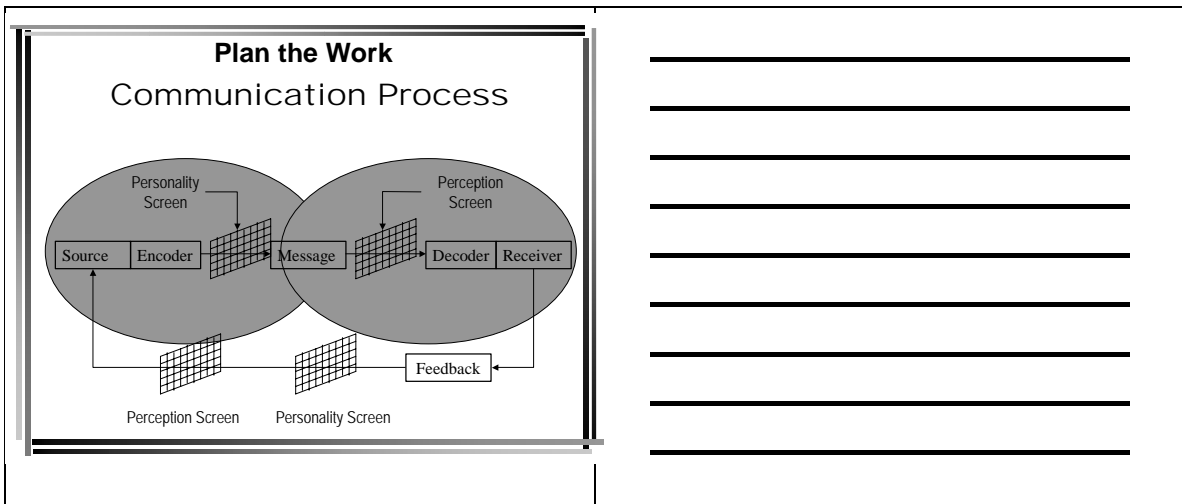 Plan the Work
Communication Process
Personality
Screen
Perception
Screen
Source Encoder Message Decoder Receiver
Feedback
Perception Screen Personality Screen